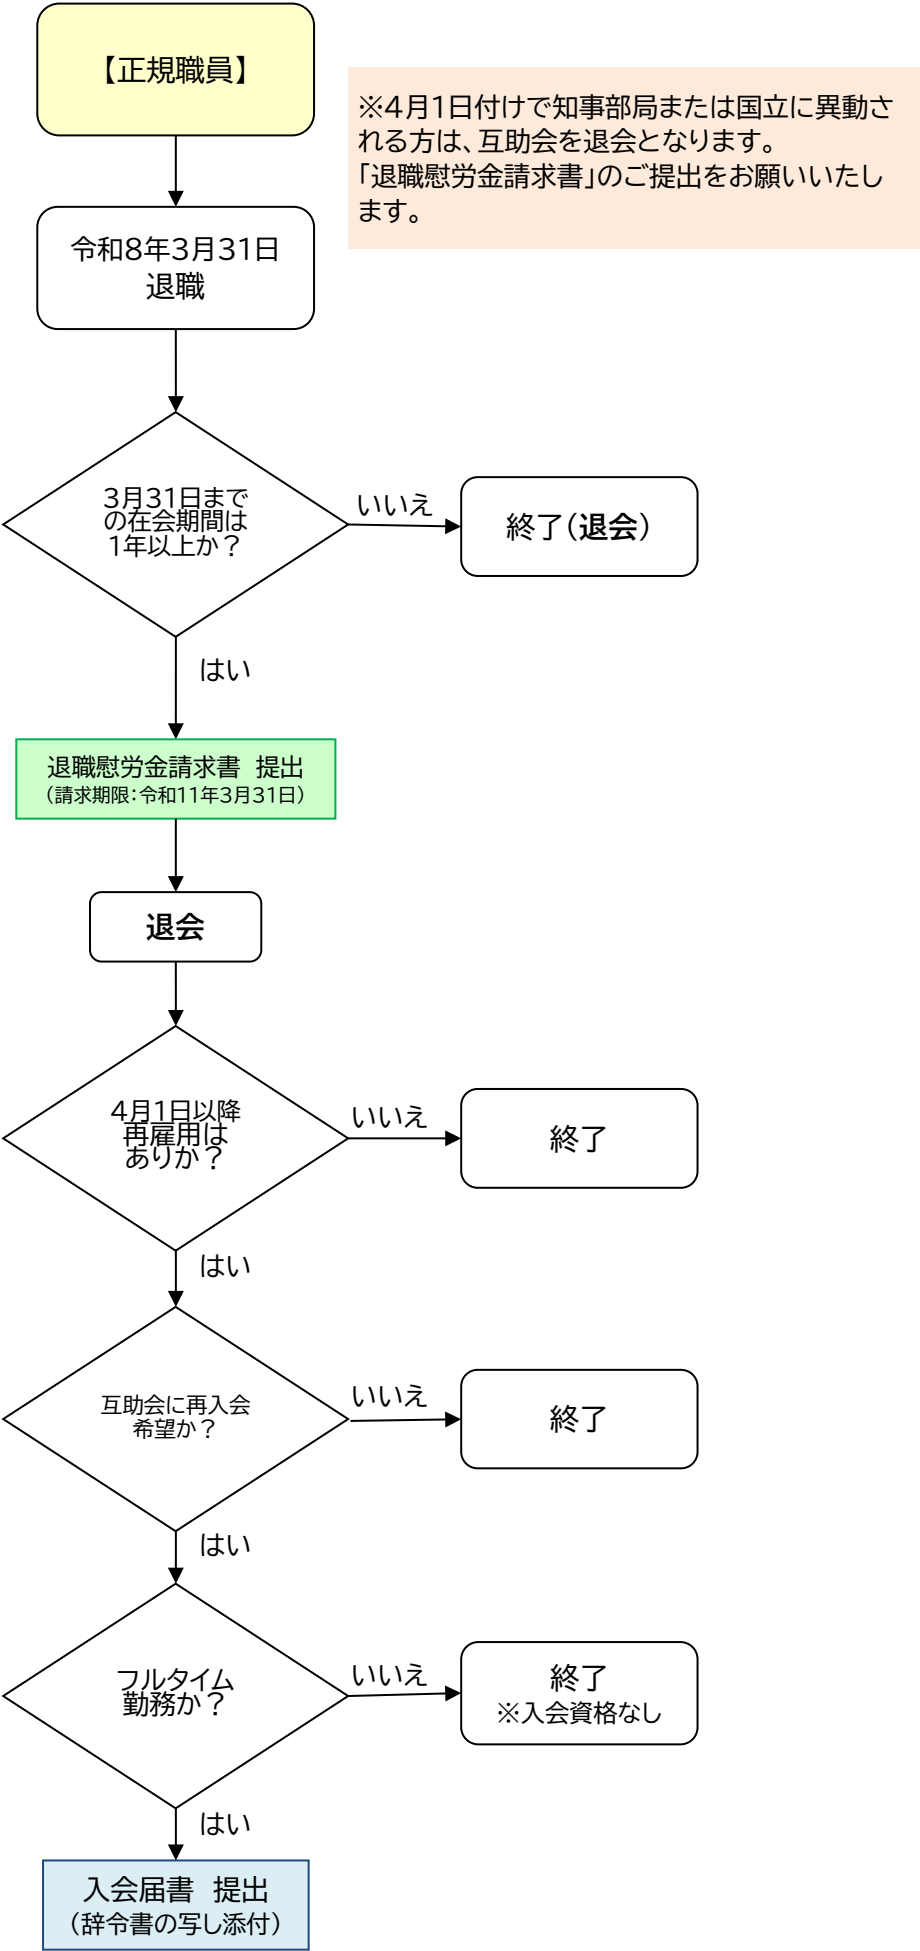 【正規職員】
※4月1日付けで知事部局または国立に異動さ
れる方は、互助会を退会となります。
「退職慰労金請求書」のご提出をお願いいたし
ます。
令和8年3月31日
退職
3月31日まで
の在会期間は
1年以上か？
いいえ
終了（退会）
はい
退職慰労金請求書　提出
（請求期限：令和11年3月31日）
退会
4月1日以降
再雇用は
ありか？
いいえ
終了
はい
互助会に再入会
希望か？
いいえ
終了
はい
フルタイム
勤務か？
いいえ
終了
※入会資格なし
はい
入会届書　提出
（辞令書の写し添付）